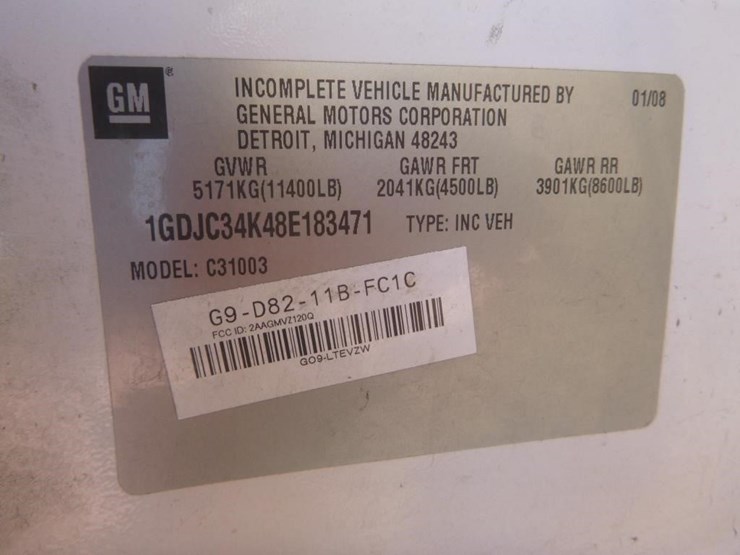 GM ®
INCOMPLETE VEHICLE MANUFACTURED BY 01/08
GENERAL MOTORS CORPORATION
DETROIT, MICHIGAN 48243
GVWR GAWR FRT GAWR RR
5171KG(11400LB) 2041KG(4500LB) 3901KG(8600LB)
1GDJC34K48E183471 TYPE: INC VEH
MODEL: C31003
G9-D82-11B-FC1C
FCC ID: 2AAGMVZ120Q
GO9-LTEVZW